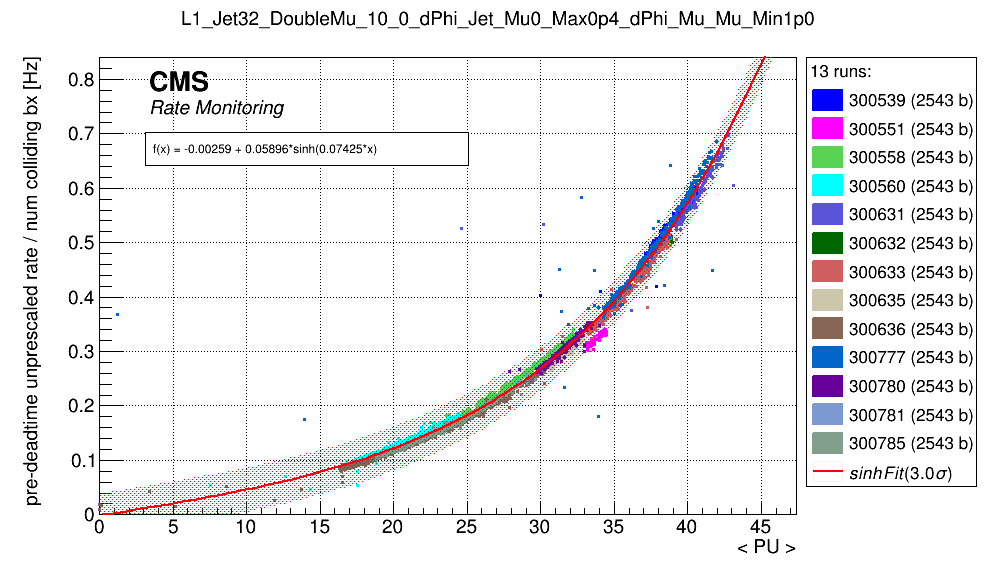 L1_Jet32_DoubleMu_10_0_dPhi_Jet_Mu0_Max0p4_dPhi_Mu_Mu_Min1p0
pre-deadtime unprescaled rate / num colliding bx [Hz]
CMS
Rate Monitoring
f(x) = -0.00259 + 0.05896*sinh(0.07425*x)
0.8
0.7
0.6
0.5
0.4
0.3
0.2
0.1
0
0 5 10 15 20 25 30 35 40 45
< PU >
13 runs:
300539 (2543 b)
300551 (2543 b)
300558 (2543 b)
300560 (2543 b)
300631 (2543 b)
300632 (2543 b)
300633 (2543 b)
300635 (2543 b)
300636 (2543 b)
300777 (2543 b)
300780 (2543 b)
300781 (2543 b)
300785 (2543 b)
sinhFit(3.0σ)